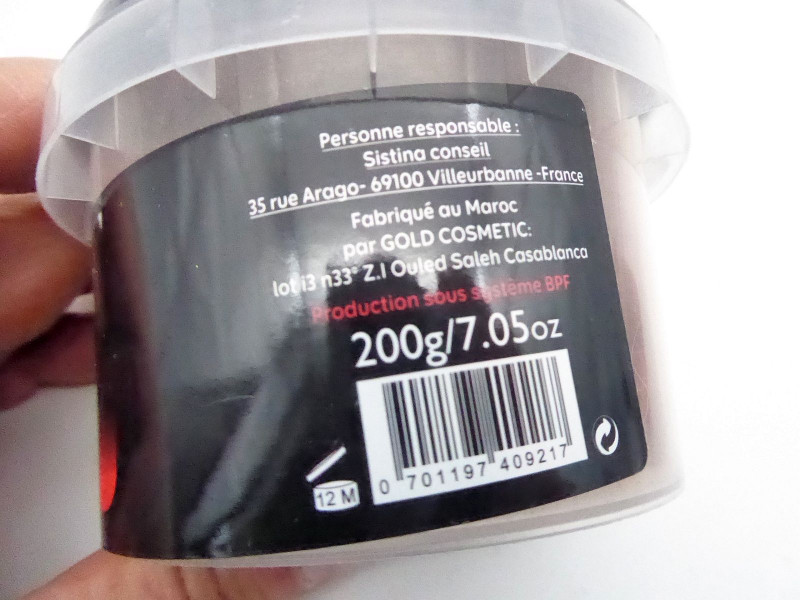 Personne responsable :
Sistina conseil
35 rue Arago- 69100 Villeurbanne -France
Fabriqué au Maroc
par GOLD COSMETIC:
lot i3 n33° Z.I Ouled Saleh Casablanca
Production sous système BPF
200g/7.05oz
12 M
0 701197 409217